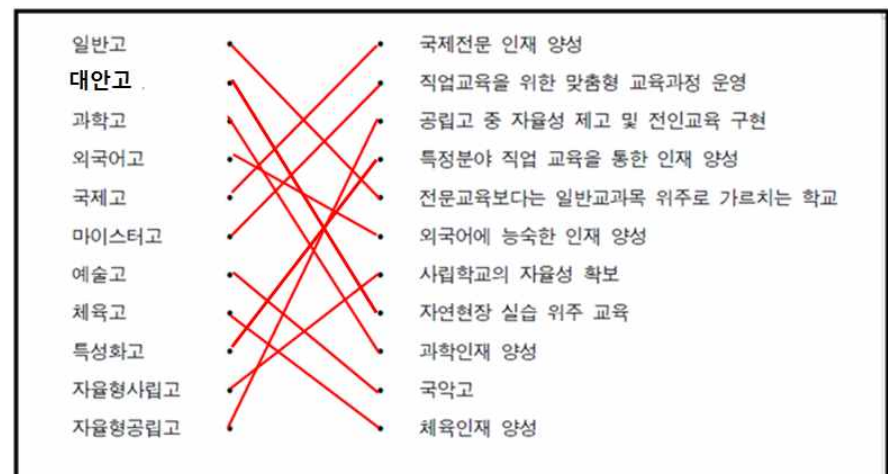 일반고 국제전문 인재 양성
대안고 직업교육을 위한 맞춤형 교육과정 운영
과학고 공립고 중 자율성 제고 및 전인교육 구현
외국어고 특정분야 직업 교육을 통한 인재 양성
국제고 전문교육보다는 일반교과목 위주로 가르치는 학교
마이스터고 외국어에 능숙한 인재 양성
예술고 사립학교의 자율성 확보
체육고 자연현장 실습 위주 교육
특성화고 과학인재 양성
자율형사립고 국악고
자율형공립고 체육인재 양성